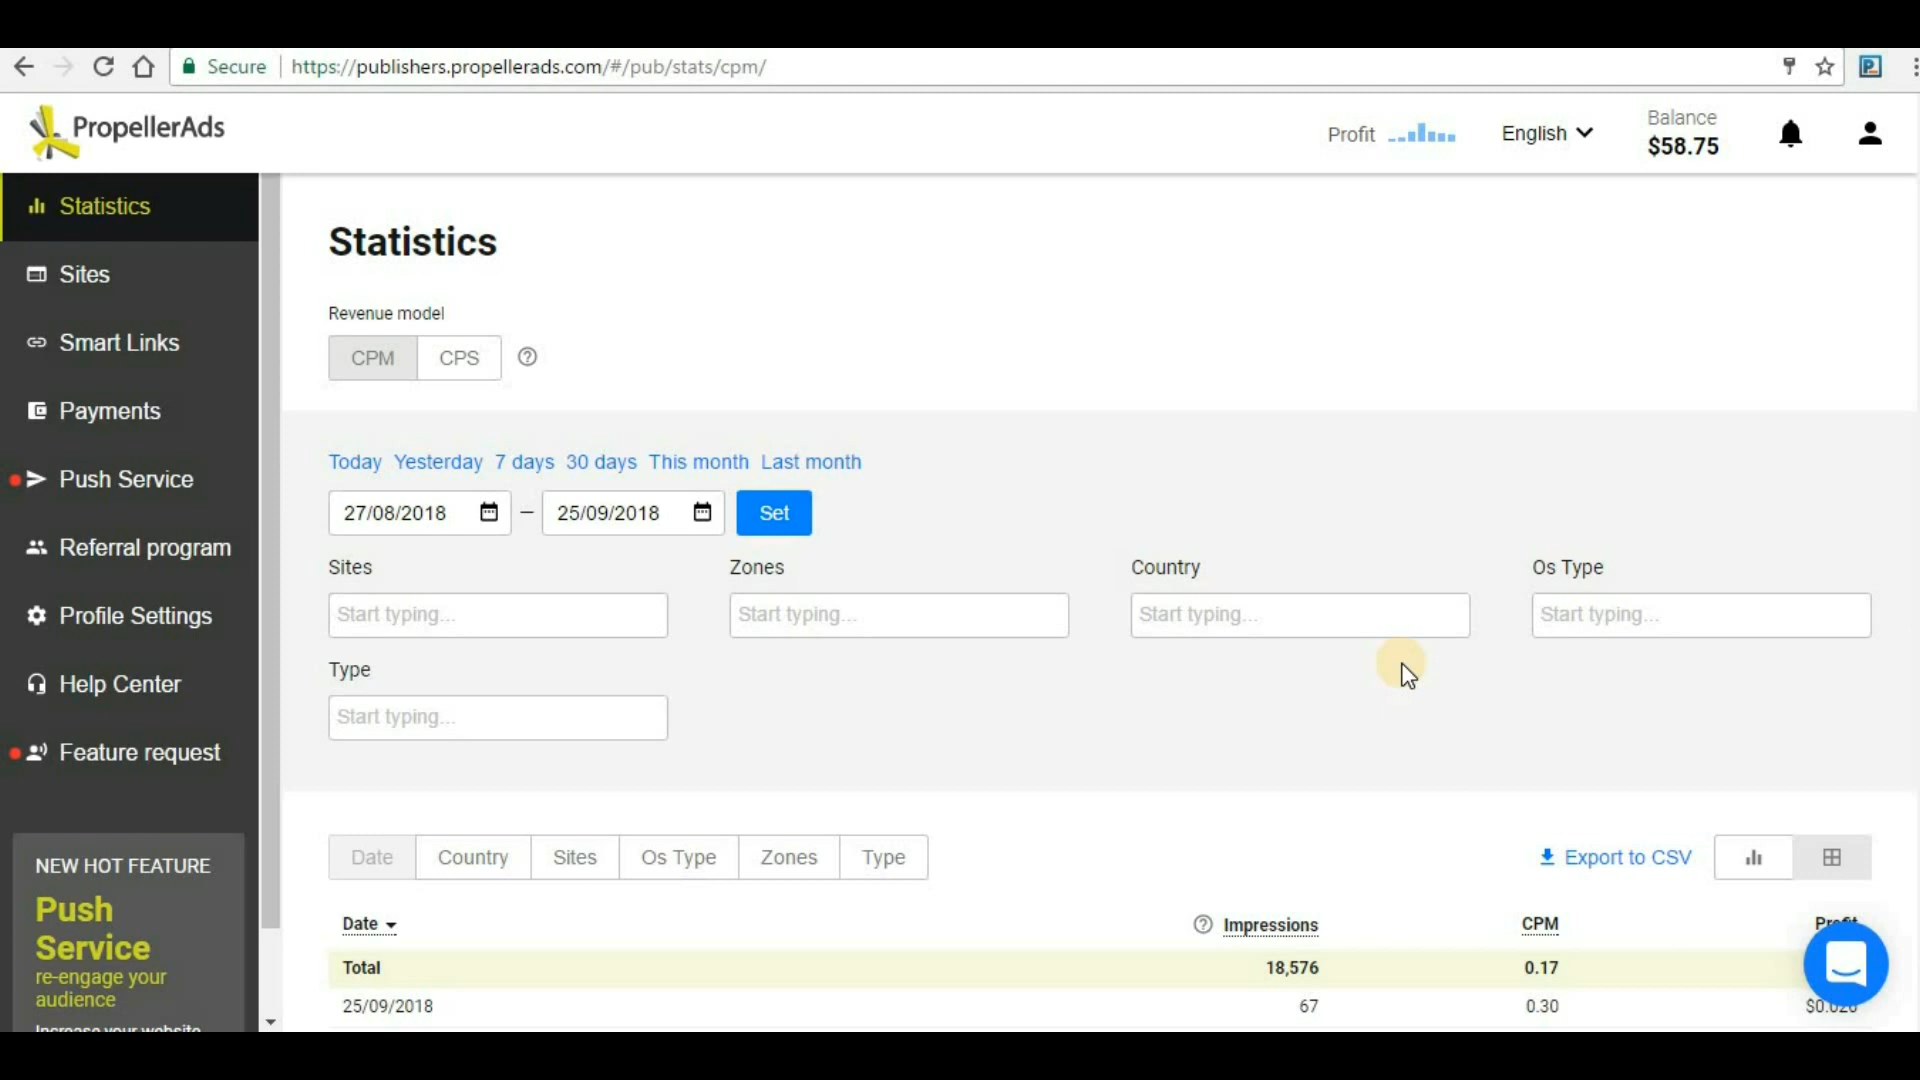 Secure https://publishers.propellerads.com/#/pub/stats/cpm/
PropellerAds
Profit English Balance
$58.75
Statistics
Sites
Smart Links
Payments
Push Service
Referral program
Profile Settings
Help Center
Feature request
NEW HOT FEATURE
Push
Service
re-engage your
audience
Increase your website
Statistics
Revenue model
CPM CPS
Today Yesterday 7 days 30 days This month Last month
27/08/2018 – 25/09/2018 Set
Sites Zones Country Os Type
Start typing... Start typing... Start typing... Start typing...
Type
Start typing...
Date Country Sites Os Type Zones Type Export to CSV
Date Impressions CPM Profit
Total 18,576 0.17
25/09/2018 67 0.30